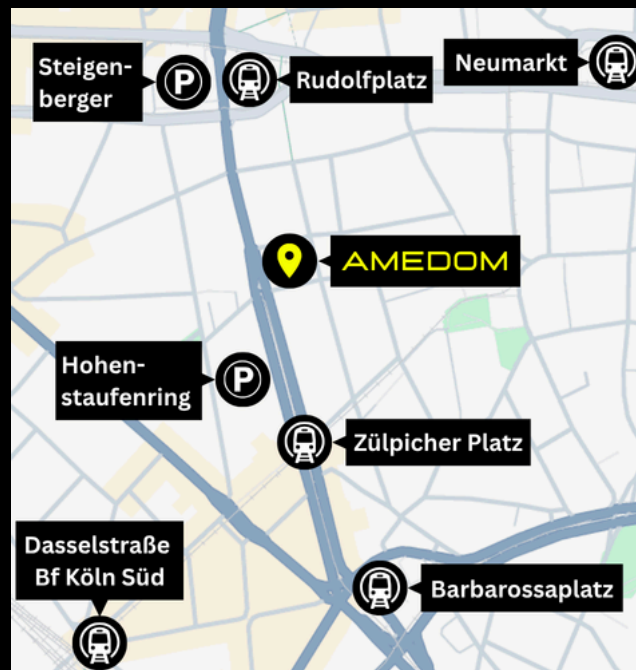 Steigen-
berger
P
Rudolfplatz
Neumarkt
AMEDOM
Hohen-
staufenring
P
Zülpicher Platz
Dasselstraße
Bf Köln Süd
Barbarossaplatz